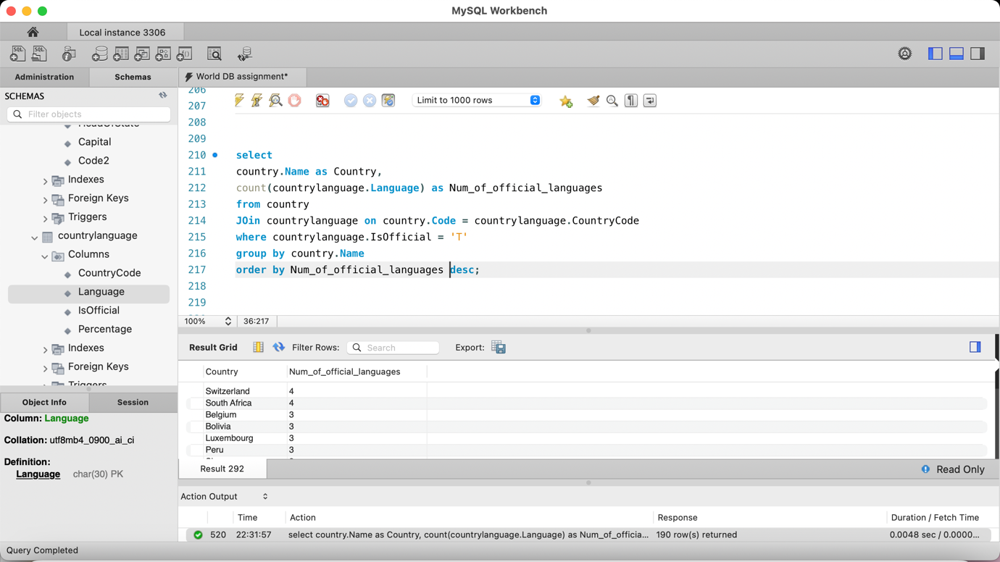 MySQL Workbench
Local instance 3306
Administration
Schemas
World DB assignment*
SCHEMAS
Filter objects
HeadOfState
Capital
Code2
Indexes
Foreign Keys
Triggers
countrylanguage
Columns
CountryCode
Language
IsOfficial
Percentage
Indexes
Foreign Keys
Triggers
Object Info
Session
Column: Language
Collation: utf8mb4_0900_ai_ci
Definition:
Language char(30) PK
Limit to 1000 rows
206
207
208
209
210 select
211 country.Name as Country,
212 count(countrylanguage.Language) as Num_of_official_languages
213 from country
214 JOin countrylanguage on country.Code = countrylanguage.CountryCode
215 where countrylanguage.IsOfficial = 'T'
216 group by country.Name
217 order by Num_of_official_languages desc;
218
219
100% 36:217
Result Grid Filter Rows: Search Export:
Country Num_of_official_languages
Switzerland 4
South Africa 4
Belgium 3
Bolivia 3
Luxembourg 3
Peru 3
Result 292
Read Only
Action Output
Time Action Response Duration / Fetch Time
520 22:31:57 select country.Name as Country, count(countrylanguage.Language) as Num_of_officia... 190 row(s) returned 0.0048 sec / 0.0000...
Query Completed